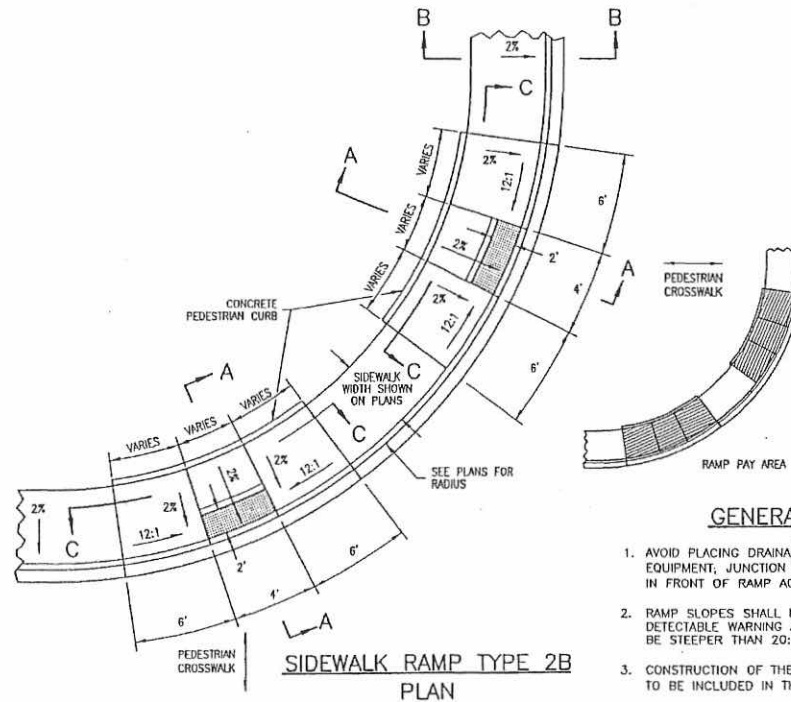 B
B
2%
C
A
VARIES
2%
12:1
6'
VARIES
2%
2'
A
VARIES
4'
PEDESTRIAN
CROSSWALK
CONCRETE
PEDESTRIAN CURB
2%
12:1
C
6'
A
SIDEWALK
WIDTH SHOWN
ON PLANS
VARIES
VARIES
VARIES
C
2%
2%
12:1
SEE PLANS FOR
RADIUS
RAMP PAY AREA
2%
2%
12:1
C
2'
6'
4'
6'
A
PEDESTRIAN
CROSSWALK
SIDEWALK RAMP TYPE 2B
PLAN
1. AVOID PLACING
EQUIPMENT; JUNCTION
IN FRONT OF RAMP
2. RAMP SLOPES SHALL
DETECTABLE WARNING
BE STEEPER THAN 20:
3. CONSTRUCTION OF THE
TO BE INCLUDED IN